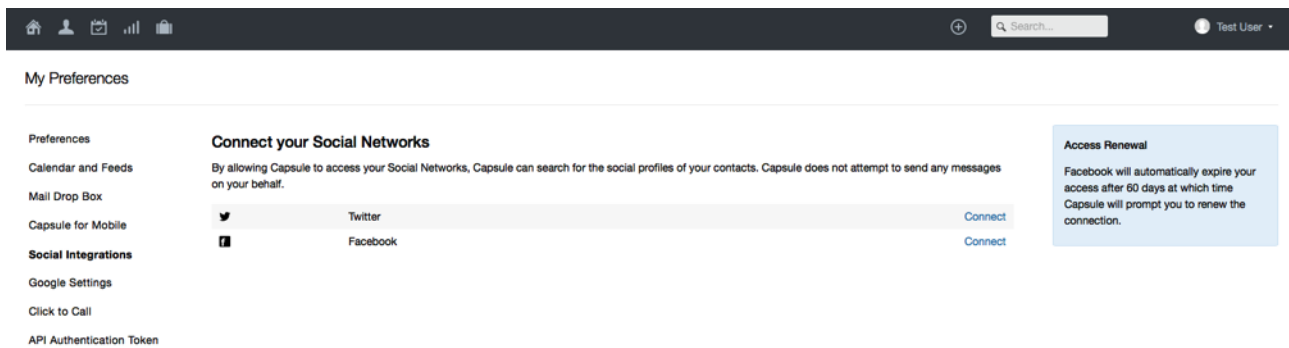 Search...
Test User
My Preferences
Preferences
Calendar and Feeds
Mail Drop Box
Capsule for Mobile
Social Integrations
Google Settings
Click to Call
API Authentication Token
Connect your Social Networks
By allowing Capsule to access your Social Networks, Capsule can search for the social profiles of your contacts. Capsule does not attempt to send any messages
on your behalf.
Twitter Connect
Facebook Connect
Access Renewal
Facebook will automatically expire your
access after 60 days at which time
Capsule will prompt you to renew the
connection.